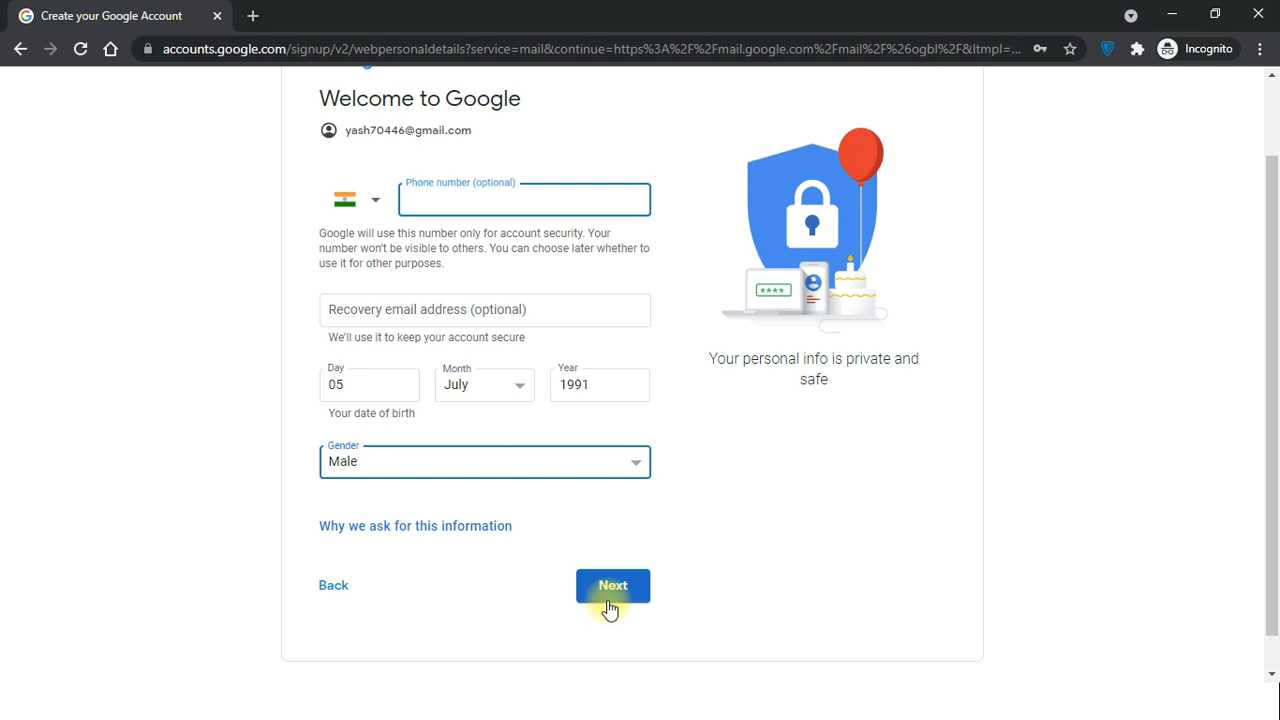 Create your Google Account
accounts.google.com/signup/v2/webpersonaldetails?service=mail&continue=https%3A%2F%2Fmail.google.com%2Fmail%2F%26ogbl%2F&ltmpl=...
Incognito
Welcome to Google
yash70446@gmail.com
Phone number (optional)
Google will use this number only for account security. Your
number won't be visible to others. You can choose later whether to
use it for other purposes.
Recovery email address (optional)
We'll use it to keep your account secure
Day
Month
Year
05
July
1991
Your date of birth
Gender
Male
Why we ask for this information
Back
Next
****
Your personal info is private and
safe